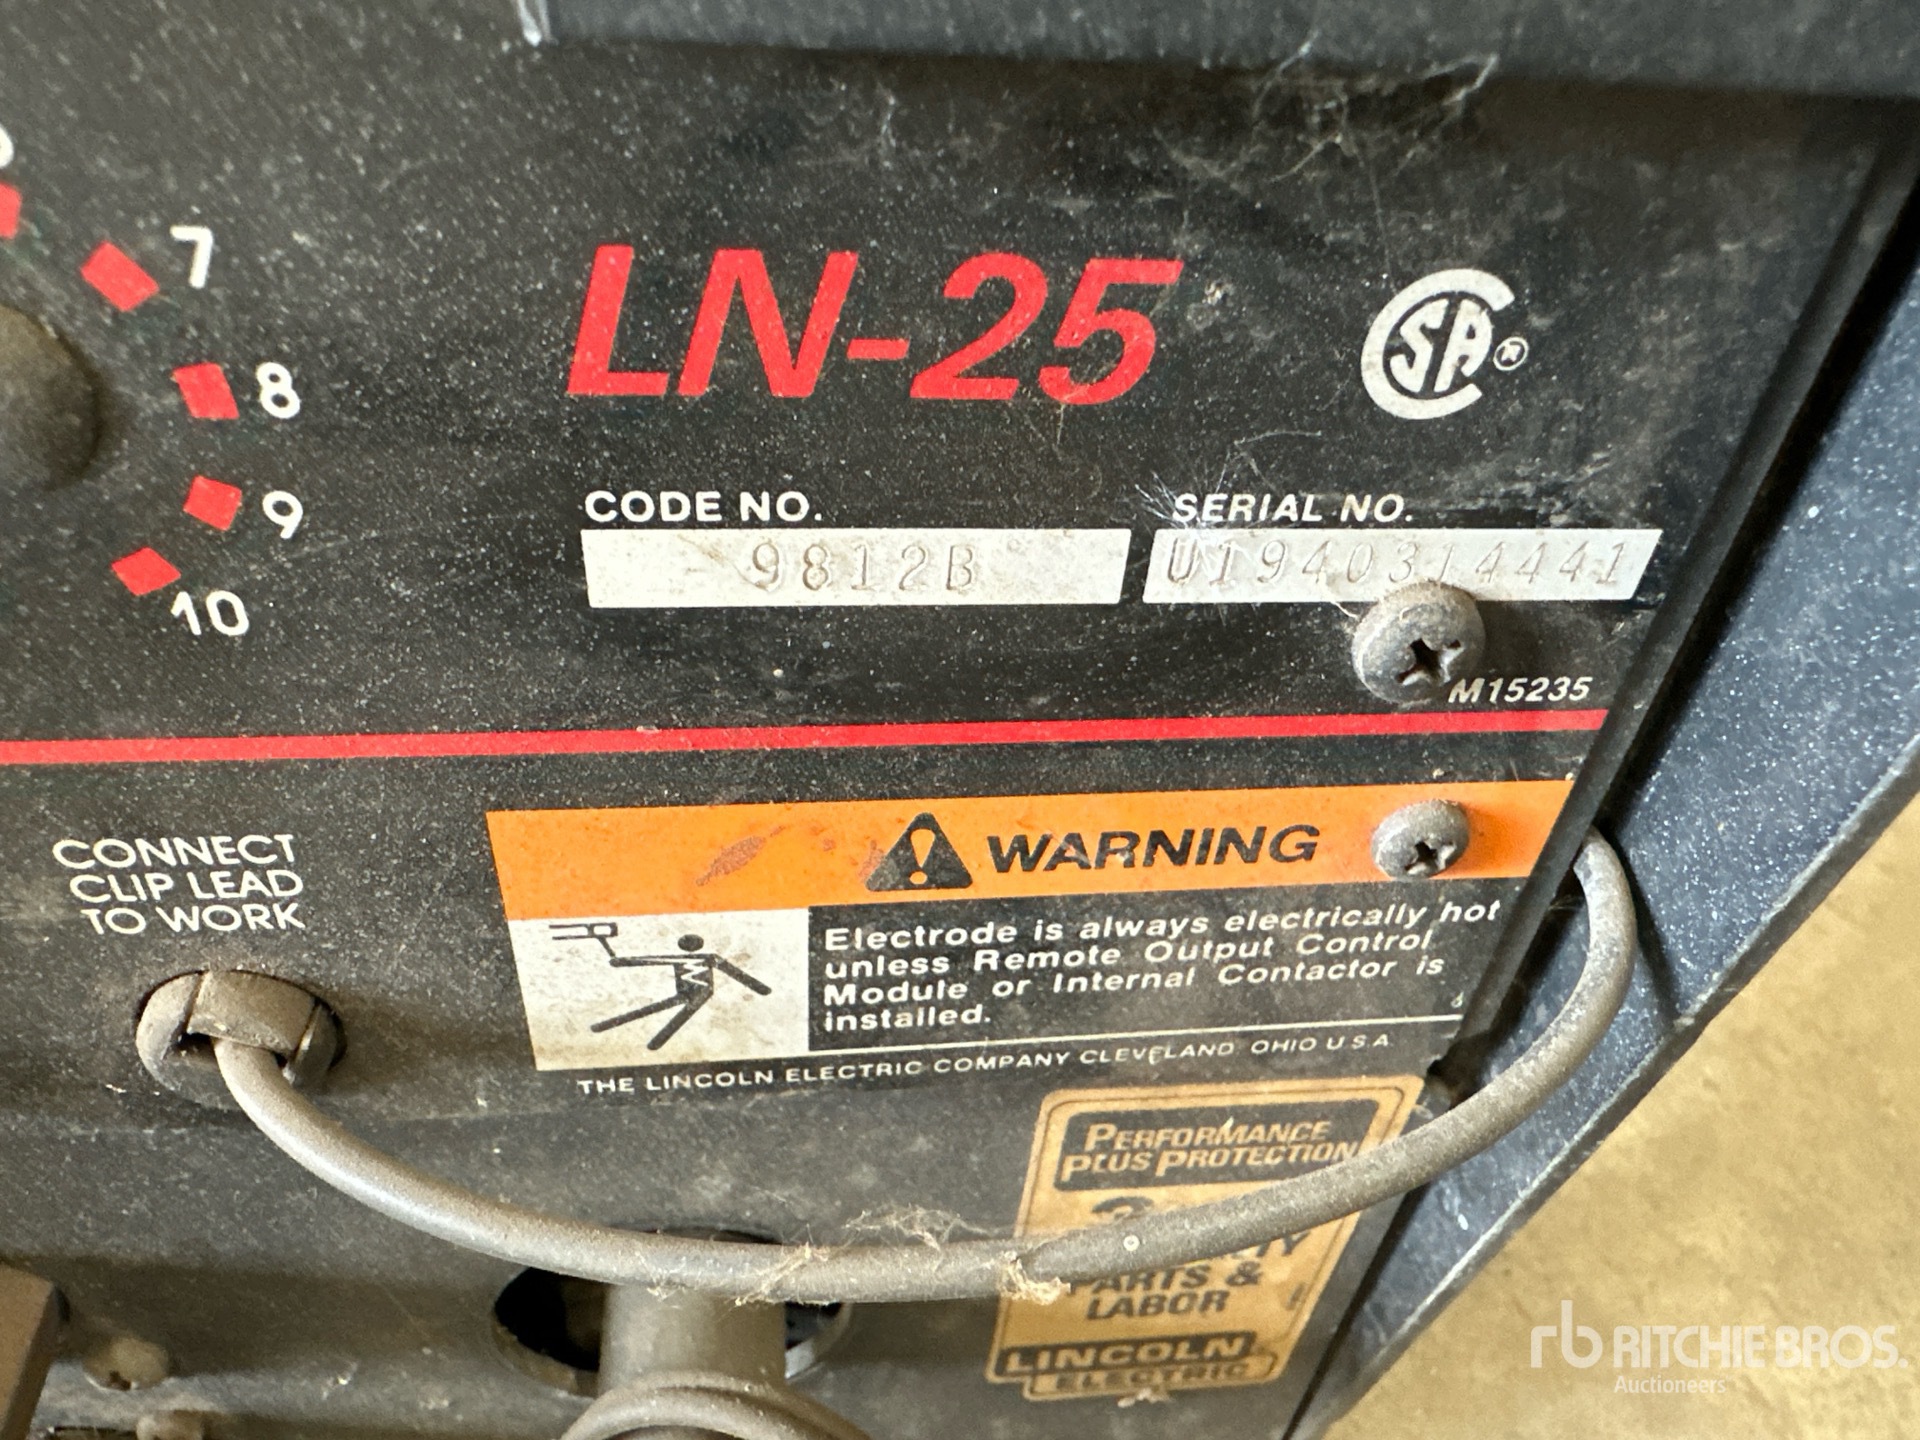 7
8
9
10
LN-25
CSA®
CODE NO.
9812B
SERIAL NO.
U1940314441
M15235
CONNECT
CLIP LEAD
TO WORK
WARNING
Electrode is always electrically hot
unless Remote Output Control
Module or Internal Contactor is
installed.
THE LINCOLN ELECTRIC COMPANY CLEVELAND OHIO U S A
PERFORMANCE
PLUS PROTECTION
PARTS &
LABOR
LINCOLN
ELECTRIC
rb RITCHIE BROS.
Auctioneers